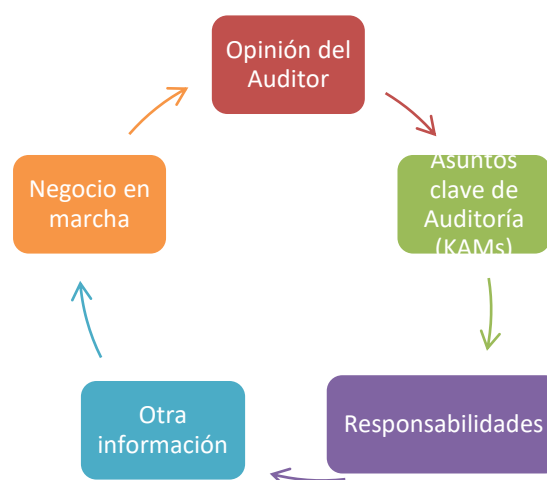 Opinión del
Auditor
Asuntos
clave de
Auditoría
(KAMs)
Responsabilidades
Otra
información
Negocio en
marcha